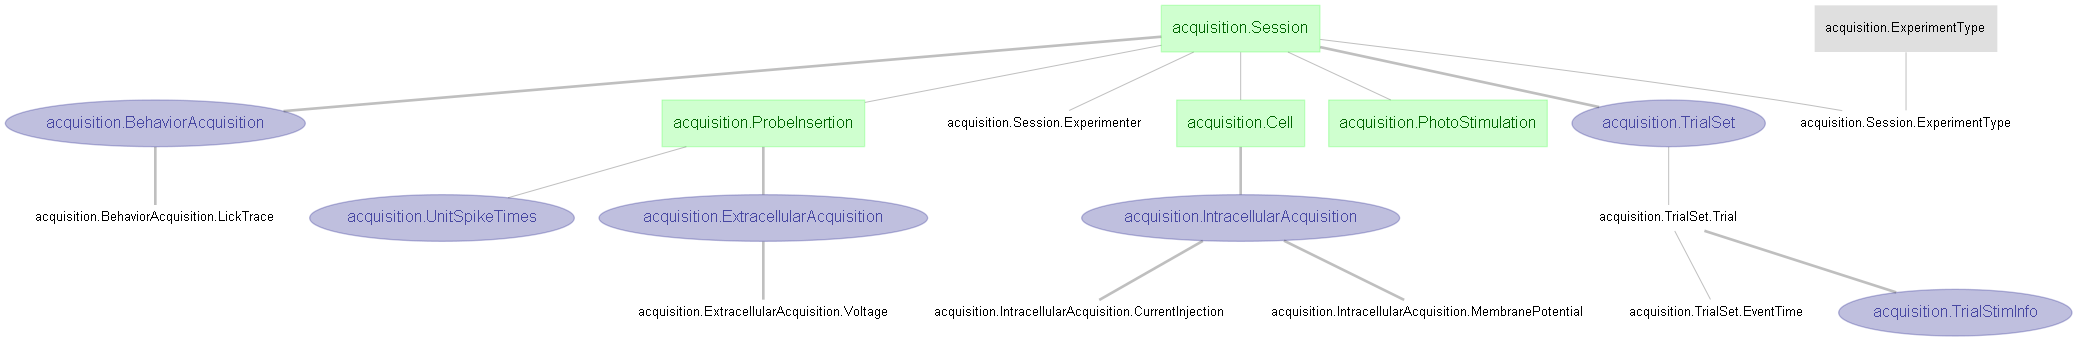 acquisition.Session
acquisition.ExperimentType
acquisition.BehaviorAcquisition
acquisition.ProbeInsertion
acquisition.Session.Experimenter
acquisition.Cell
acquisition.PhotoStimulation
acquisition.TrialSet
acquisition.Session.ExperimentType
acquisition.BehaviorAcquisition.LickTrace
acquisition.UnitSpikeTimes
acquisition.ExtracellularAcquisition
acquisition.IntracellularAcquisition
acquisition.TrialSet.Trial
acquisition.ExtracellularAcquisition.Voltage
acquisition.IntracellularAcquisition.CurrentInjection
acquisition.IntracellularAcquisition.MembranePotential
acquisition.TrialSet.EventTime
acquisition.TrialStimInfo